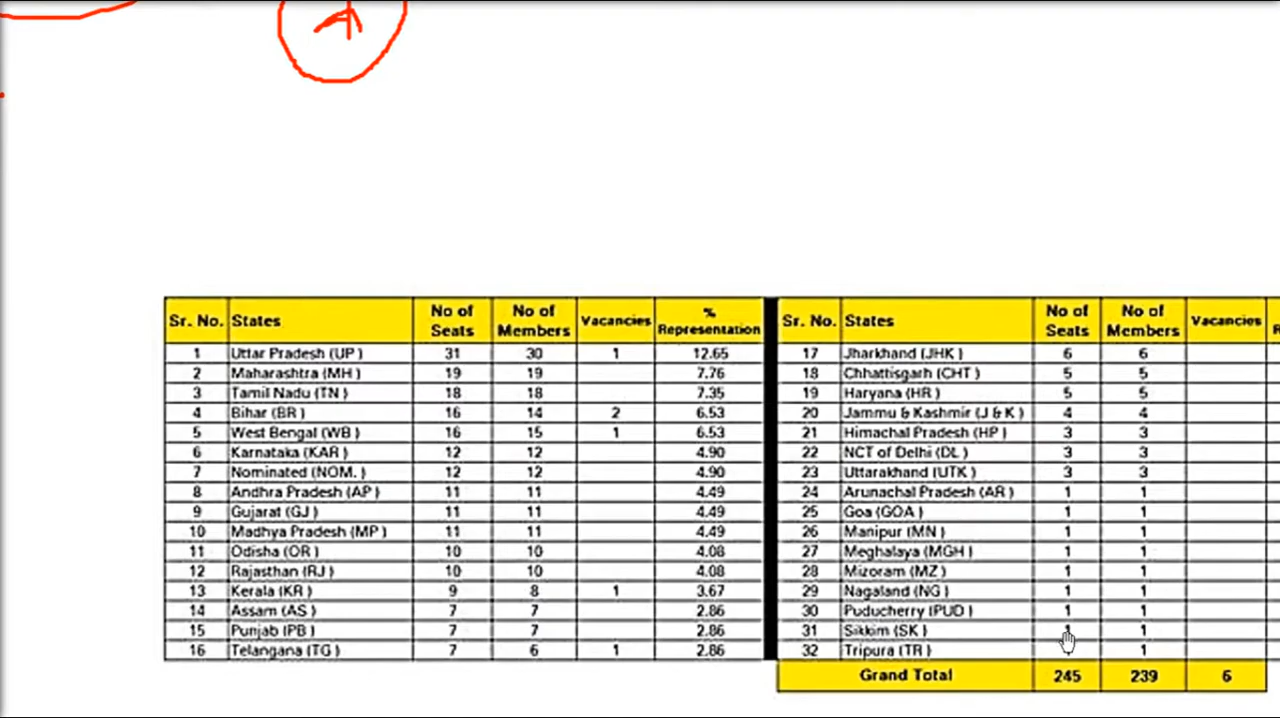 A
Sr. No. States No of Seats No of Members Vacancies % Representation Sr. No. States No of Seats No of Members Vacancies
1 Uttar Pradesh (UP ) 31 30 1 12.65 17 Jharkhand (JHK ) 6 6
2 Maharashtra (MH ) 19 19 7.76 18 Chhattisgarh (CHT ) 5 5
3 Tamil Nadu (TN ) 18 18 7.35 19 Haryana (HR ) 5 5
4 Bihar (BR ) 16 14 2 6.53 20 Jammu & Kashmir (J & K ) 4 4
5 West Bengal (WB ) 16 15 1 6.53 21 Himachal Pradesh (HP ) 3 3
6 Karnataka (KAR ) 12 12 4.90 22 NCT of Delhi (DL ) 3 3
7 Nominated (NOM. ) 12 12 4.90 23 Uttarakhand (UTK ) 3 3
8 Andhra Pradesh (AP ) 11 11 4.49 24 Arunachal Pradesh (AR ) 1 1
9 Gujarat (GJ ) 11 11 4.49 25 Goa (GOA ) 1 1
10 Madhya Pradesh (MP ) 11 11 4.49 26 Manipur (MN ) 1 1
11 Odisha (OR ) 10 10 4.08 27 Meghalaya (MGH ) 1 1
12 Rajasthan (RJ ) 10 10 4.08 28 Mizoram (MZ ) 1 1
13 Kerala (KR ) 9 8 1 3.67 29 Nagaland (NG ) 1 1
14 Assam (AS ) 7 7 2.86 30 Puducherry (PUD ) 1 1
15 Punjab (PB ) 7 7 2.86 31 Sikkim (SK ) 1 1
16 Telangana (TG ) 7 6 1 2.86 32 Tripura (TR ) 1
Grand Total 245 239 6